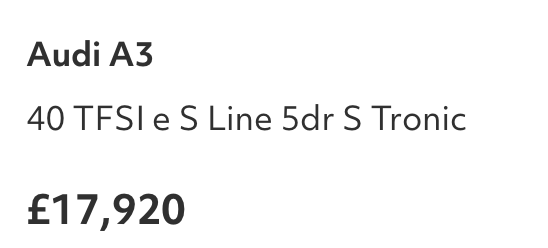 Audi A3
40 TFSI e S Line 5dr S Tronic
£17,920